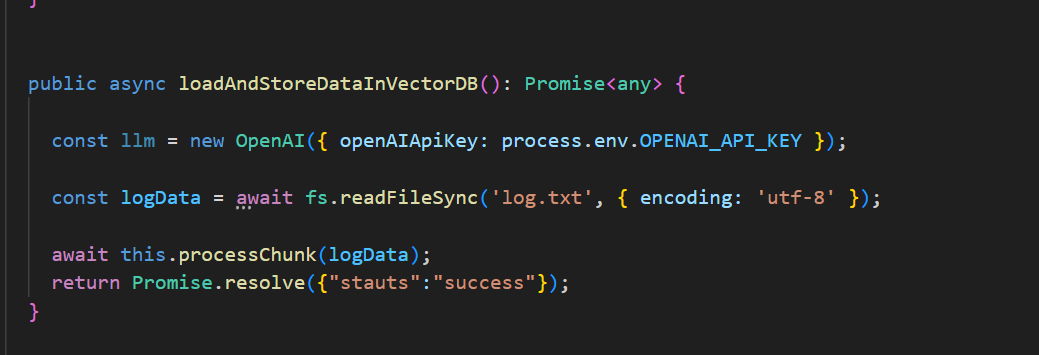 }
public async loadAndStoreDataInVectorDB(): Promise<any> {
const llm = new OpenAI({ openAIApiKey: process.env.OPENAI_API_KEY });
const logData = await fs.readFileSync('log.txt', { encoding: 'utf-8' });
await this.processChunk(logData);
return Promise.resolve({"stauts":"success"});
}